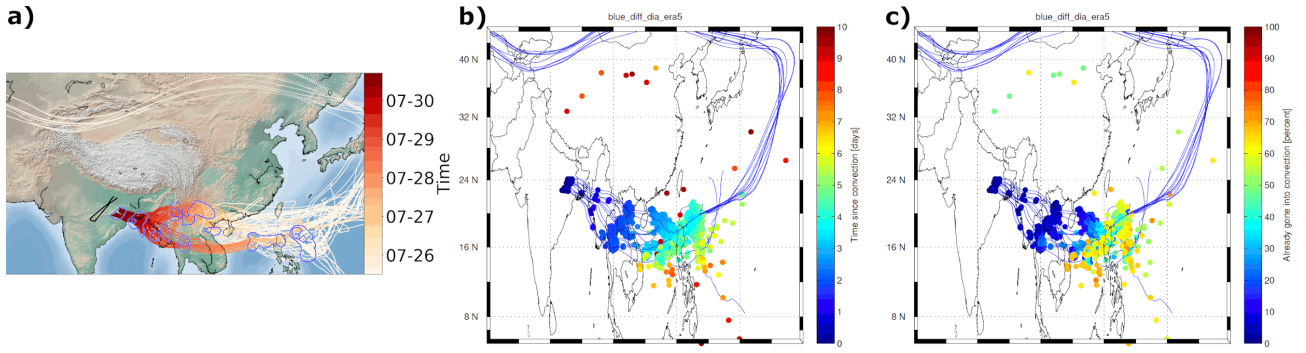 a)
07-30
07-29
07-28
07-27
07-26
Time
b)
blue_diff_dia_era5
40 N
32 N
24 N
16 N
8 N
10
9
8
7
6
5
4
3
2
1
0
Time since convection [days]
c)
blue_diff_dia_era5
40 N
32 N
24 N
16 N
8 N
100
90
80
70
60
50
40
30
20
10
0
Already gone into convection [percent]